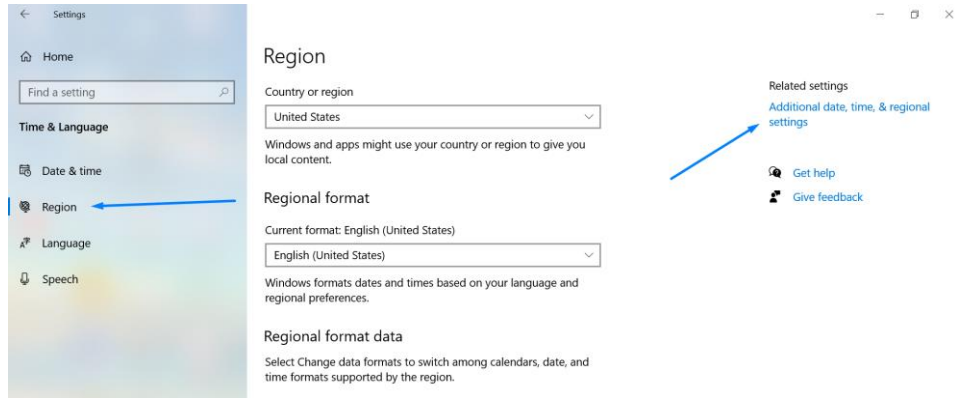 Settings
Home
Find a setting
Time & Language
Date & time
Region
Language
Speech
Region
Country or region
United States
Windows and apps might use your country or region to give you
local content.
Regional format
Current format: English (United States)
English (United States)
Windows formats dates and times based on your language and
regional preferences.
Regional format data
Select Change data formats to switch among calendars, date, and
time formats supported by the region.
Related settings
Additional date, time, & regional
settings
Get help
Give feedback